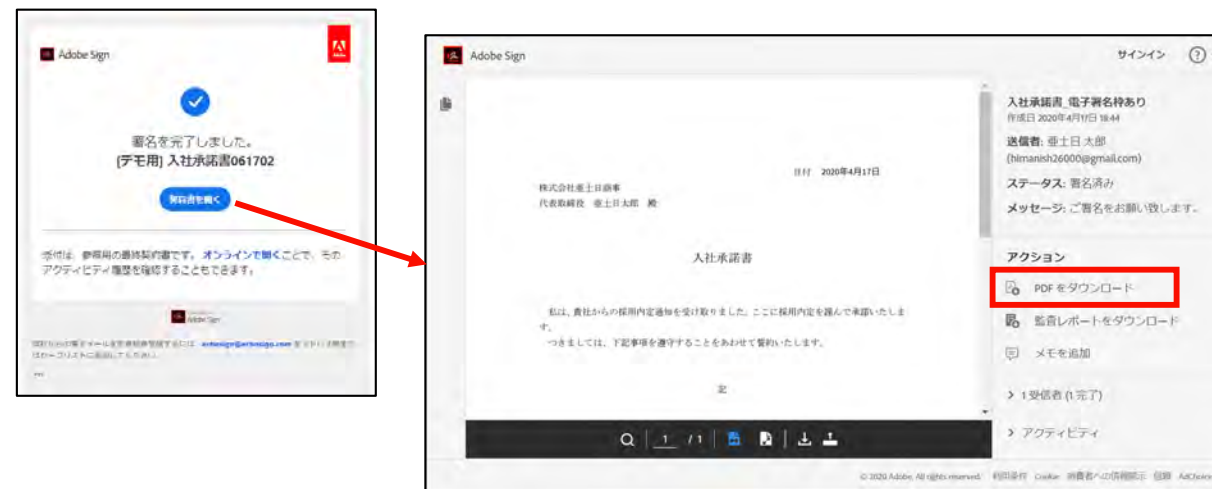 Adobe Sign
署名を完了しました。
(デモ用) 入社承諾書061702
契約書を開く
添付は、参照用の最終契約書です。オンラインで開くことで、その
アクティビティ履歴を確認することもできます。
Adobe Sign
Adobe Sign
サインイン
入社承諾書_電子署名枠あり
作成日 2020年4月17日 18:44
送信者: 亜土日 太郎
(himanish26000@gmail.com)
ステータス: 署名済み
メッセージ: ご署名をお願い致します。
日付 2020年4月17日
株式会社亜土日商事
代表取締役 亜土日太郎 殿
入社承諾書
私は、貴社からの採用内定通知を受け取りました。ここに採用内定を謹んで承諾いたしま
す。
つきましては、下記事項を遵守することをあわせて誓約いたします。
記
アクション
PDF をダウンロード
監査レポートをダウンロード
メモを追加
1 受信者 (1 完了)
アクティビティ
1 / 1
© 2020 Adobe. All rights reserved. 利用条件 Cookie 消費者への情報開示 信頼 AdChoices